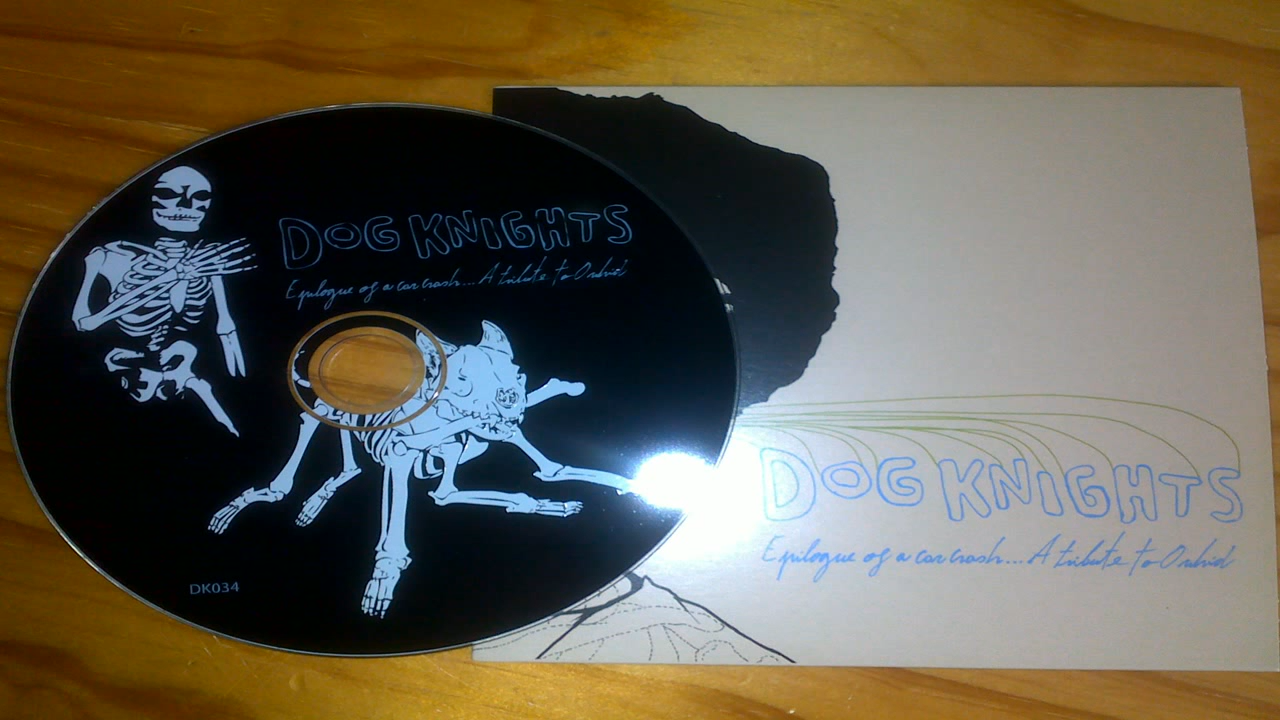 DOG KNIGHTS
Epilogue of a car crash... A tribute to Orchid
DK034
DOG KNIGHTS
Epilogue of a car crash... A tribute to Orchid